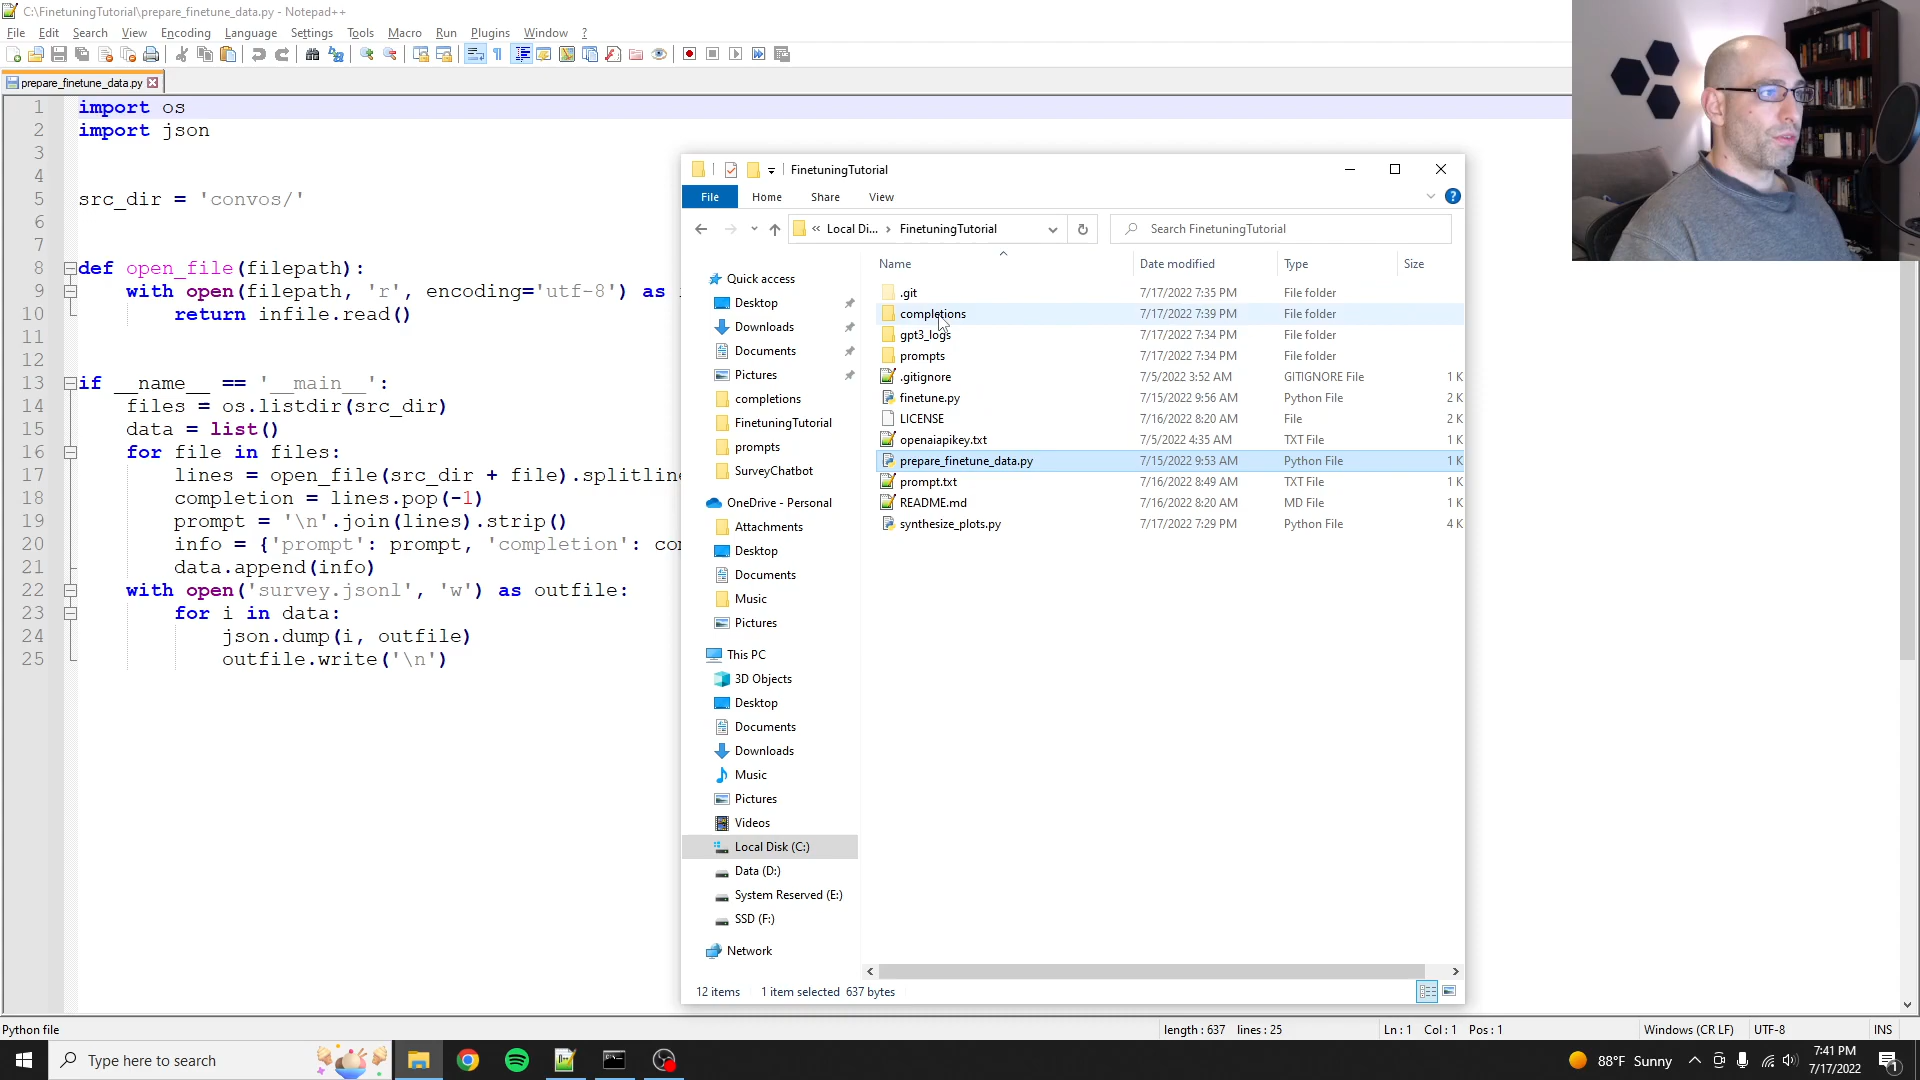 C:\FinetuningTutorial\prepare_finetune_data.py - Notepad++
File Edit Search View Encoding Language Settings Tools Macro Run Plugins Window ?
prepare_finetune_data.py
1 import os
2 import json
3
4
5 src_dir = 'convos/'
6
7
8 def open_file(filepath):
9 with open(filepath, 'r', encoding='utf-8') as
10 return infile.read()
11
12
13 if __name__ == '__main__':
14 files = os.listdir(src_dir)
15 data = list()
16 for file in files:
17 lines = open_file(src_dir + file).splitline
18 completion = lines.pop(-1)
19 prompt = '\n'.join(lines).strip()
20 info = {'prompt': prompt, 'completion': co
21 data.append(info)
22 with open('survey.jsonl', 'w') as outfile:
23 for i in data:
24 json.dump(i, outfile)
25 outfile.write('\n')
FinetuningTutorial
File Home Share View
« Local Di... › FinetuningTutorial
Search FinetuningTutorial
Quick access
Desktop
Downloads
Documents
Pictures
completions
FinetuningTutorial
prompts
SurveyChatbot
OneDrive - Personal
Attachments
Desktop
Documents
Music
Pictures
This PC
3D Objects
Desktop
Documents
Downloads
Music
Pictures
Videos
Local Disk (C:)
Data (D:)
System Reserved (E:)
SSD (F:)
Network
Name Date modified Type Size
.git 7/17/2022 7:35 PM File folder
completions 7/17/2022 7:39 PM File folder
gpt3_logs 7/17/2022 7:34 PM File folder
prompts 7/17/2022 7:34 PM File folder
.gitignore 7/5/2022 3:52 AM GITIGNORE File 1 K
finetune.py 7/15/2022 9:56 AM Python File 2 K
LICENSE 7/16/2022 8:20 AM File 2 K
openaiapikey.txt 7/5/2022 4:35 AM TXT File 1 K
prepare_finetune_data.py 7/15/2022 9:53 AM Python File 1 K
prompt.txt 7/16/2022 8:49 AM TXT File 1 K
README.md 7/16/2022 8:20 AM MD File 1 K
synthesize_plots.py 7/17/2022 7:29 PM Python File 4 K
12 items 1 item selected 637 bytes
Python file length : 637 lines : 25 Ln : 1 Col : 1 Pos : 1 Windows (CR LF) UTF-8 INS
Type here to search
88°F Sunny
7:41 PM
7/17/2022
1